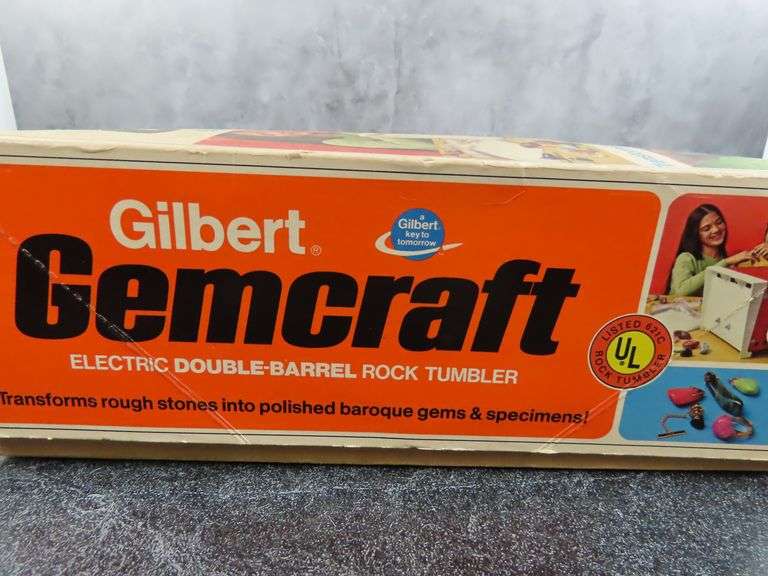 Gilbert®
a
Gilbert
key to
tomorrow
Gemcraft
ELECTRIC DOUBLE-BARREL ROCK TUMBLER
Transforms rough stones into polished baroque gems & specimens!
LISTED 621C
UL
ROCK TUMBLER